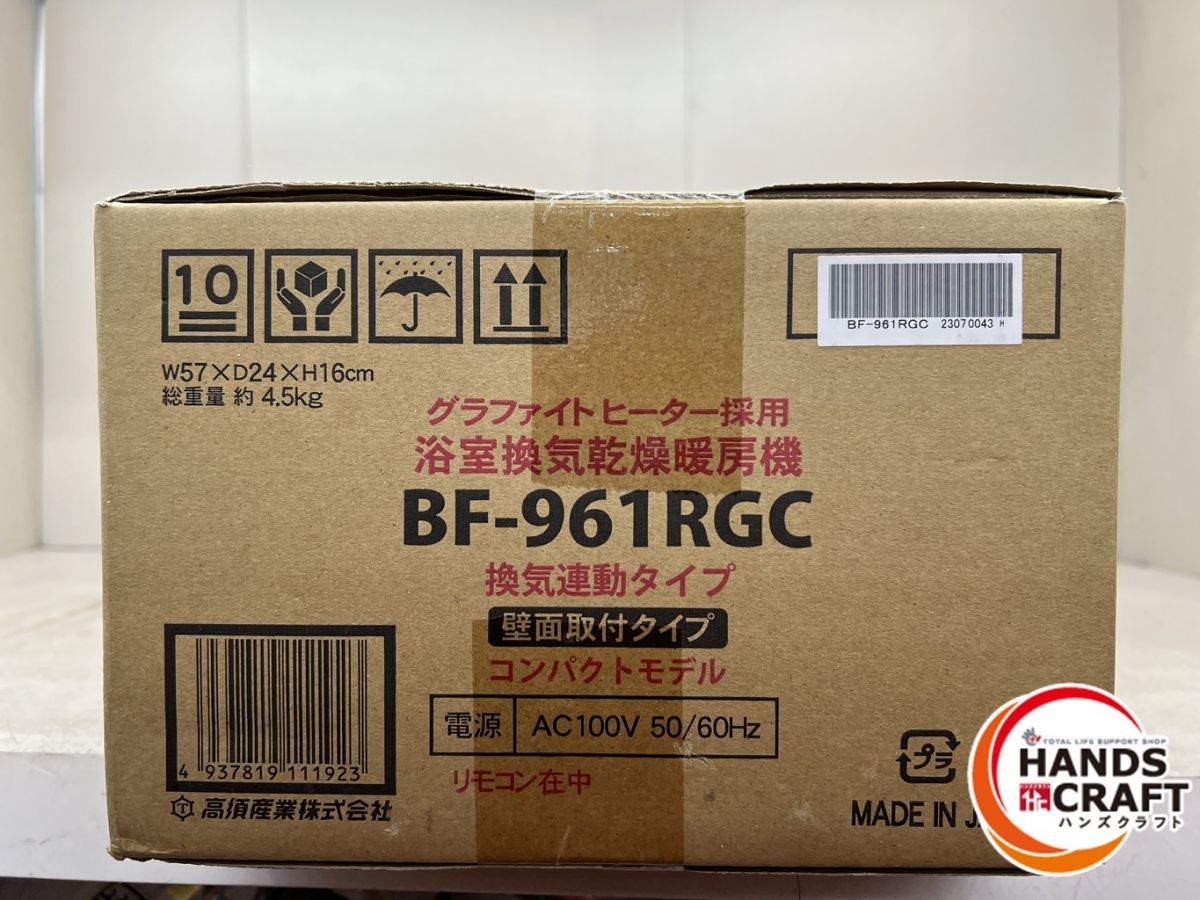 10
BF-961RGC 23070043 H
W57×D24×H16cm
総重量 約 4.5kg
グラファイトヒーター採用
浴室換気乾燥暖房機
BF-961RGC
換気連動タイプ
壁面取付タイプ
コンパクトモデル
電源 AC100V 50/60Hz
リモコン在中
4 937819 111923
高須産業株式会社
プラ
MADE IN
TOTAL LIFE SUPPORT SHOP
HANDS
CRAFT
ハンズクラフト